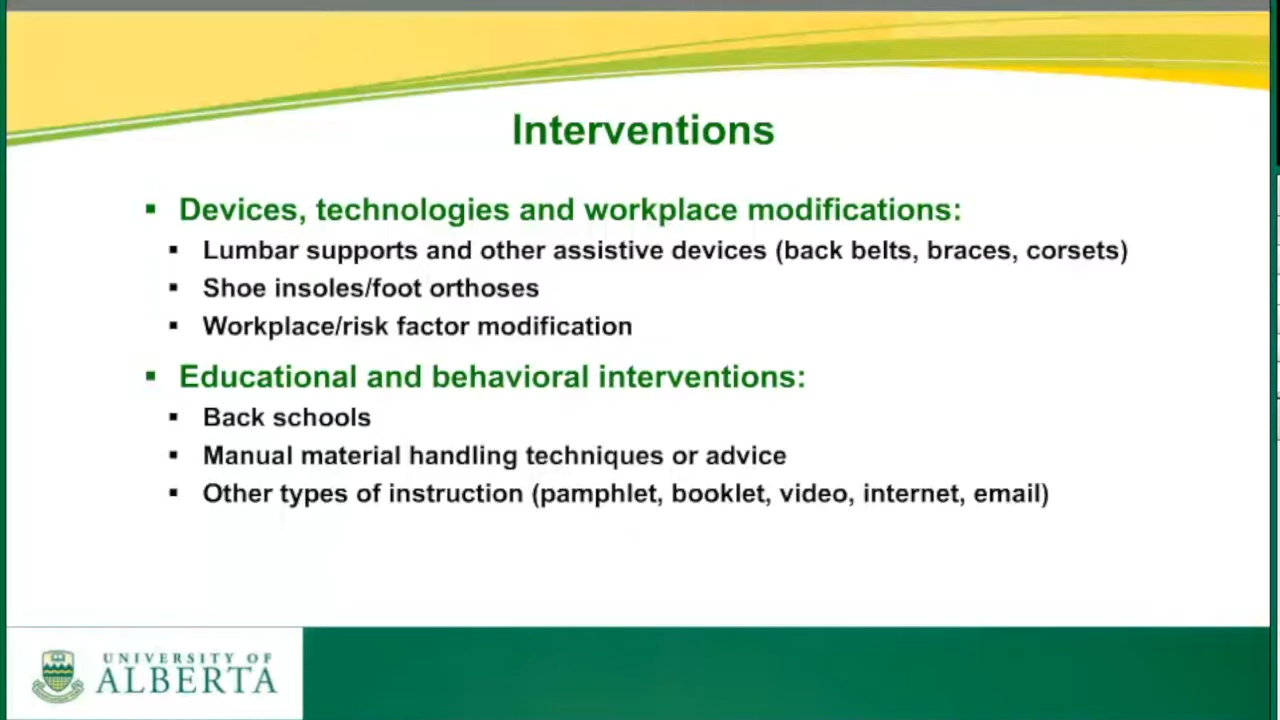 Interventions
▪ Devices, technologies and workplace modifications:
▪ Lumbar supports and other assistive devices (back belts, braces, corsets)
▪ Shoe insoles/foot orthoses
▪ Workplace/risk factor modification
▪ Educational and behavioral interventions:
▪ Back schools
▪ Manual material handling techniques or advice
▪ Other types of instruction (pamphlet, booklet, video, internet, email)
UNIVERSITY OF
ALBERTA